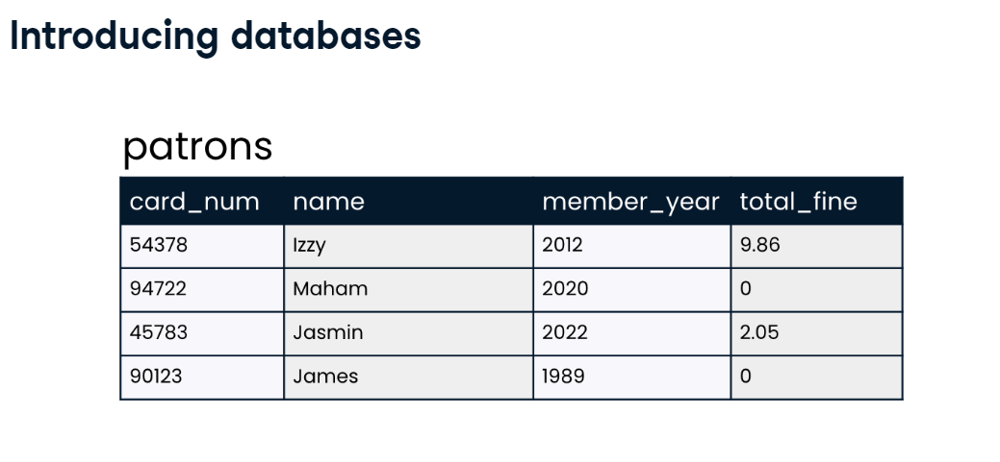 Introducing databases
patrons
card_num name member_year total_fine
54378 Izzy 2012 9.86
94722 Maham 2020 0
45783 Jasmin 2022 2.05
90123 James 1989 0